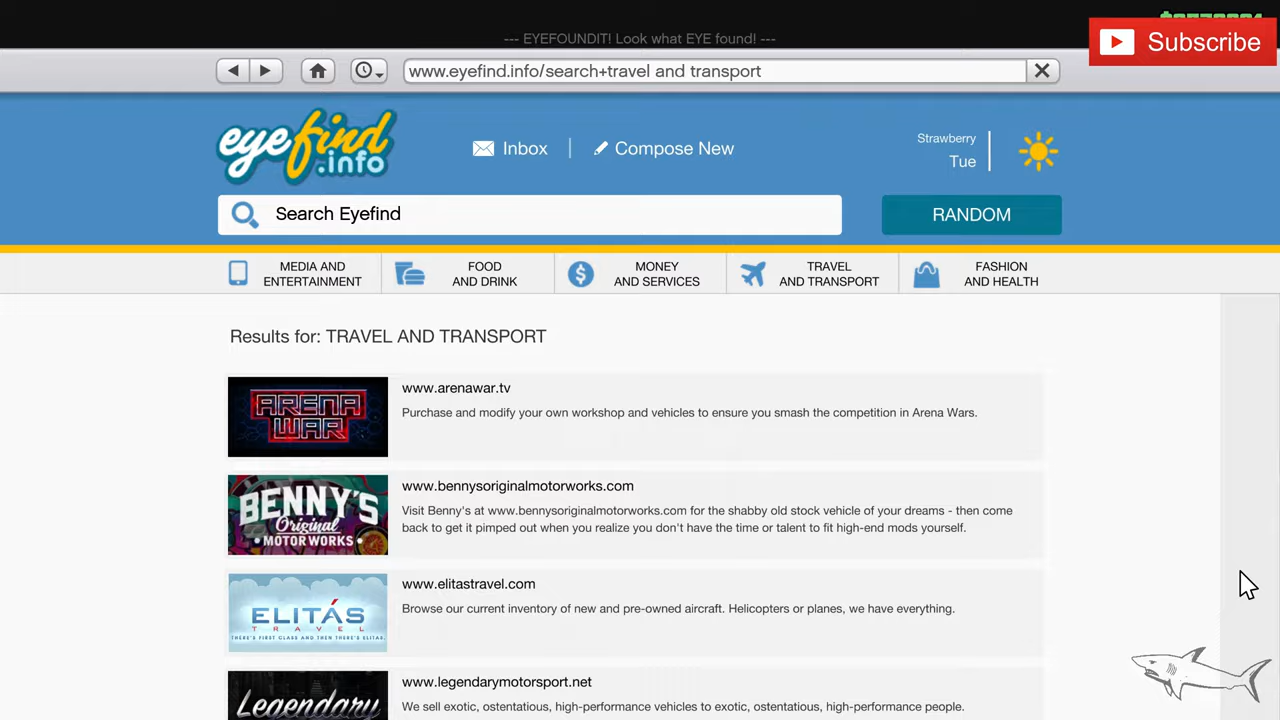 --- EYEFOUNDIT! Look what EYE found! ---
Subscribe
www.eyefind.info/search+travel and transport
eyefind.info
Inbox
Compose New
Strawberry
Tue
Search Eyefind
RANDOM
MEDIA AND
ENTERTAINMENT
FOOD
AND DRINK
MONEY
AND SERVICES
TRAVEL
AND TRANSPORT
FASHION
AND HEALTH
Results for: TRAVEL AND TRANSPORT
ARENA
WAR
www.arenawar.tv
Purchase and modify your own workshop and vehicles to ensure you smash the competition in Arena Wars.
BENNY'S
Original
• MOTOR WORKS •
www.bennysoriginalmotorworks.com
Visit Benny's at www.bennysoriginalmotorworks.com for the shabby old stock vehicle of your dreams - then come
back to get it pimped out when you realize you don't have the time or talent to fit high-end mods yourself.
ELITÁS
TRAVEL
THERE'S FIRST CLASS AND THEN THERE'S ELITAS.
www.elitastravel.com
Browse our current inventory of new and pre-owned aircraft. Helicopters or planes, we have everything.
Legendary
www.legendarymotorsport.net
We sell exotic, ostentatious, high-performance vehicles to exotic, ostentatious, high-performance people.